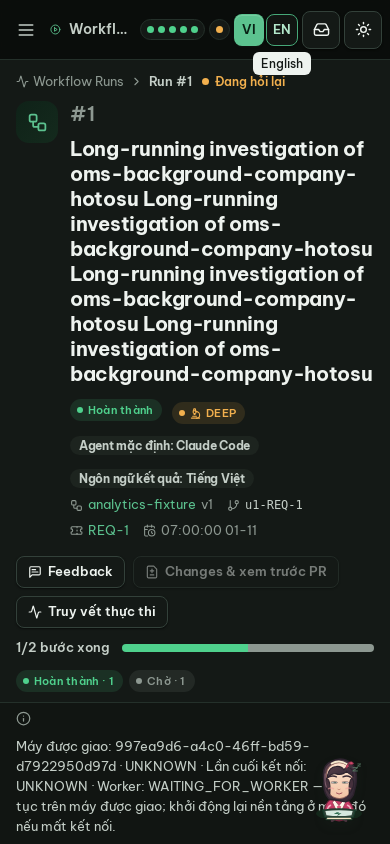 Workfl...
VI
EN
English
Workflow Runs
Run #1
Đang hỏi lại
#1
Long-running investigation of
oms-background-company-
hotosu Long-running
investigation of oms-
background-company-hotosu
Long-running investigation of
oms-background-company-
hotosu Long-running
investigation of oms-
background-company-hotosu
Hoàn thành
DEEP
Agent mặc định: Claude Code
Ngôn ngữ kết quả: Tiếng Việt
analytics-fixture v1
u1-REQ-1
REQ-1
07:00:00 01-11
Feedback
Changes & xem trước PR
Truy vết thực thi
1/2 bước xong
Hoàn thành · 1
Chờ · 1
Máy được giao: 997ea9d6-a4c0-46ff-bd59-
d7922950d97d · UNKNOWN · Lần cuối kết nối:
UNKNOWN · Worker: WAITING_FOR_WORKER —
tục trên máy được giao; khởi động lại nền tảng ở đó
nếu mất kết nối.